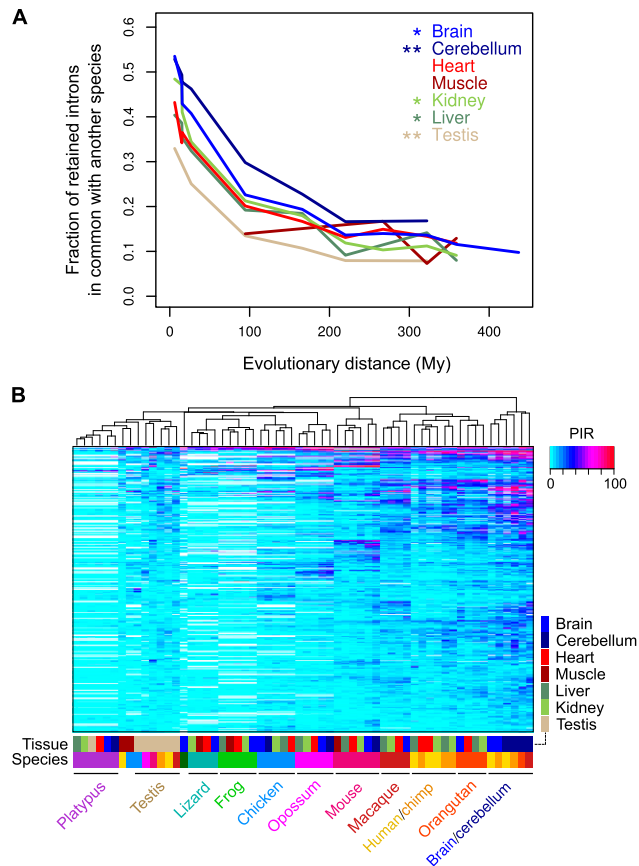 A
Fraction of retained introns
in common with another species
0.6
0.5
0.4
0.3
0.2
0.1
0.0
* Brain
** Cerebellum
Heart
Muscle
* Kidney
* Liver
** Testis
0 100 200 300 400
Evolutionary distance (My)
B
PIR
0 100
Brain
Cerebellum
Heart
Muscle
Liver
Kidney
Testis
Tissue
Species
Platypus
Testis
Lizard
Frog
Chicken
Opossum
Mouse
Macaque
Human/chimp
Orangutan
Brain/cerebellum